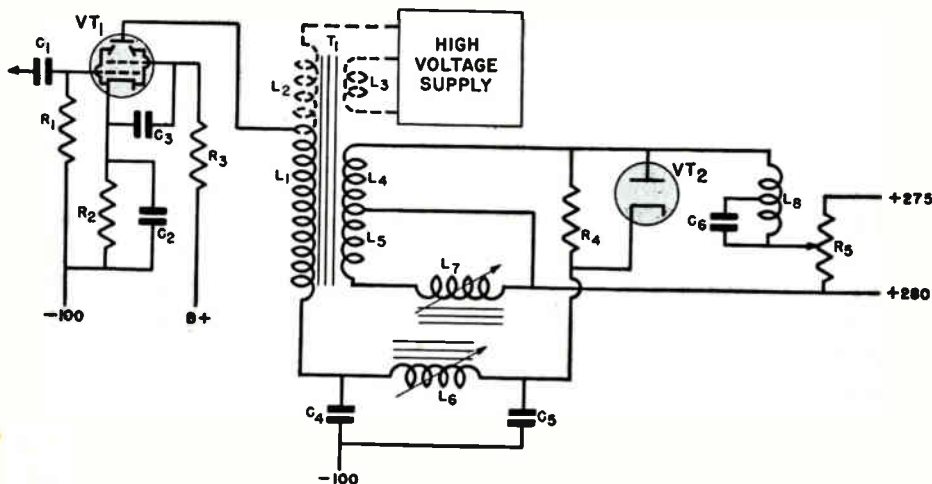 VT1
C1
R1
C3
R3
R2
C2
-100
B+
T1
L2
L3
HIGH
VOLTAGE
SUPPLY
L1
L4
L5
L7
R4
VT2
L8
C6
R5
+275
+280
L6
C4
C5
-100